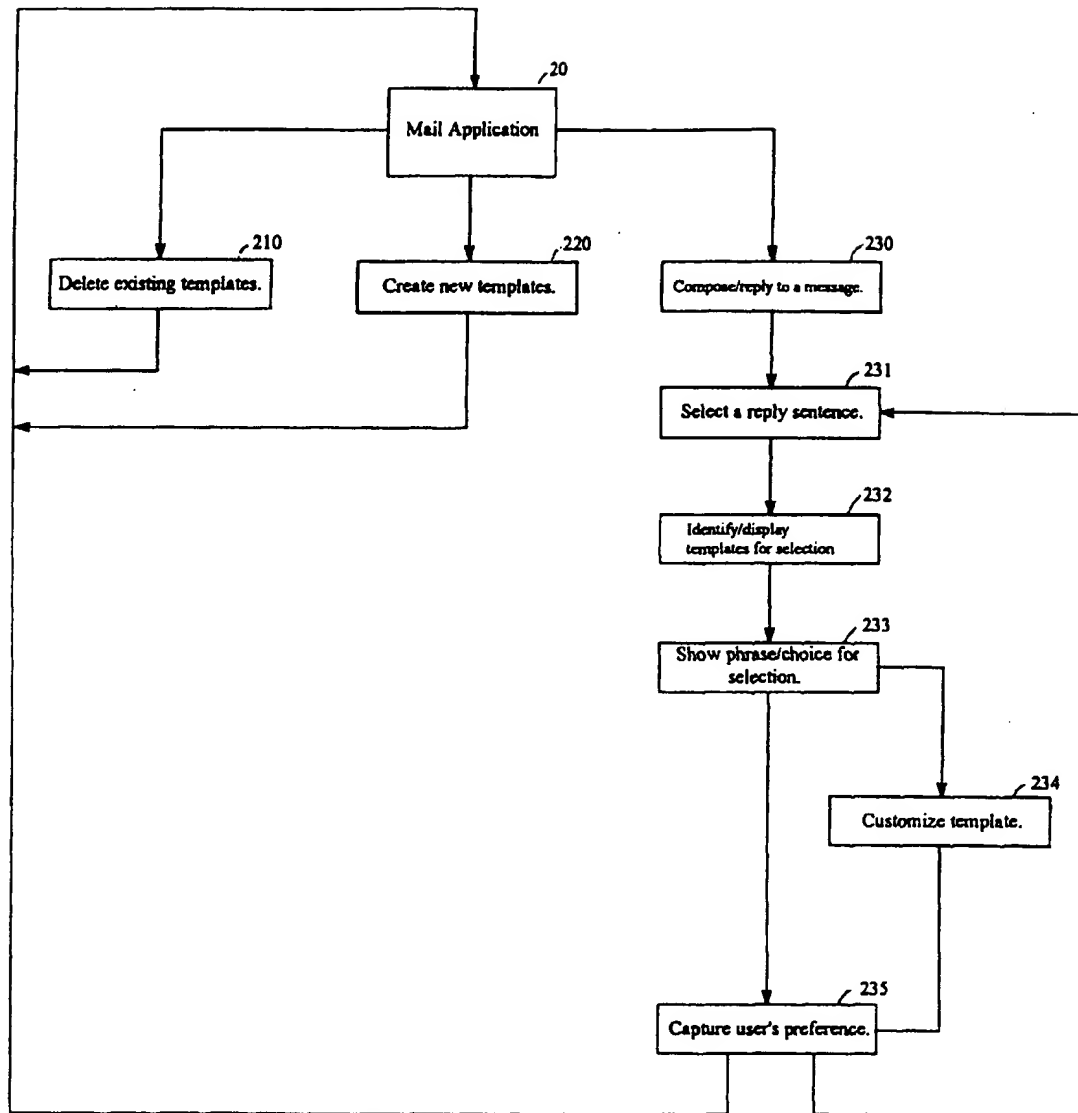 20
Mail Application
210
Delete existing templates.
220
Create new templates.
230
Compose/reply to a message.
231
Select a reply sentence.
232
Identify/display
templates for selection
233
Show phrase/choice for
selection.
234
Customize template.
235
Capture user's preference.